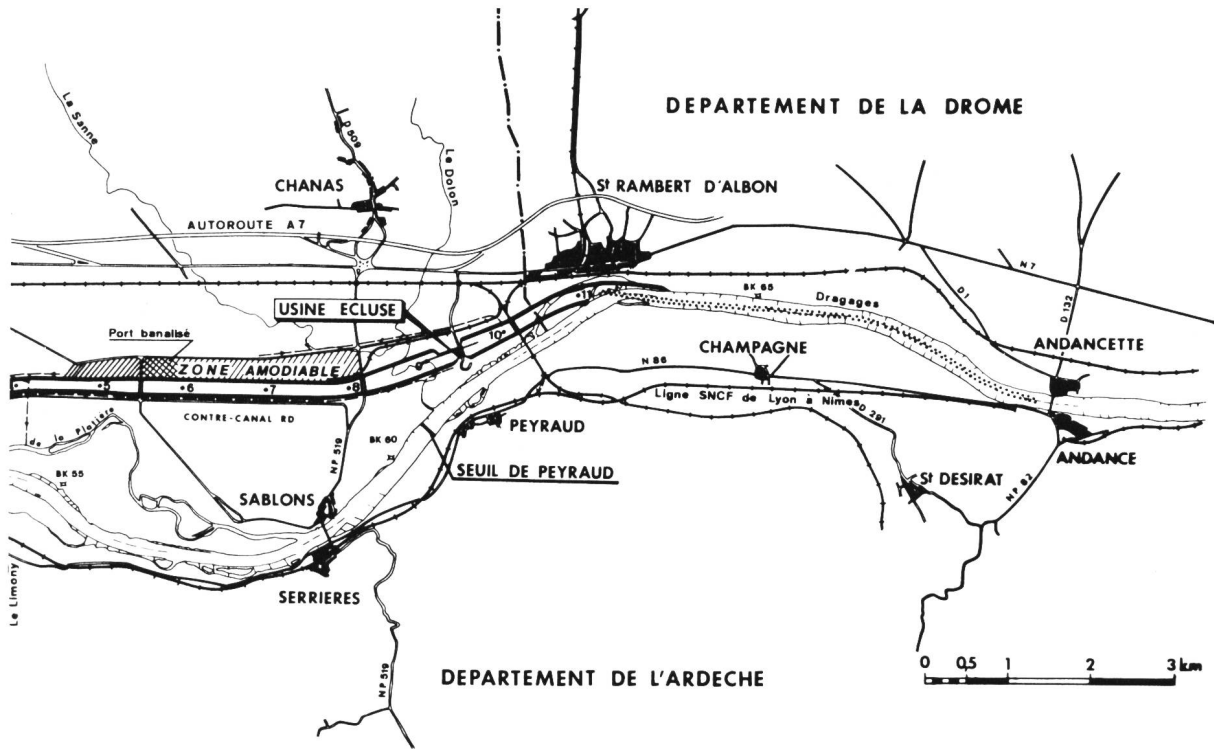 DEPARTEMENT DE LA DROME
La Sanne
D 509
Le Dolon
CHANAS
St RAMBERT D'ALBON
AUTOROUTE A7
N 7
USINE ECLUSE
11
BK 65
Dragages
D1
D 132
Port banalisé
10
ZONE AMODIABLE
9
N 86
CHAMPAGNE
ANDANCETTE
5
6
7
8
CONTRE-CANAL RD
Ligne SNCF de Lyon à Nimes
D 291
de la Platière
NP 519
BK 60
PEYRAUD
BK 55
SEUIL DE PEYRAUD
ANDANCE
SABLONS
St DESIRAT
NP 82
Le Limony
SERRIERES
NP 519
DEPARTEMENT DE L'ARDECHE
0 0,5 1 2 3 km